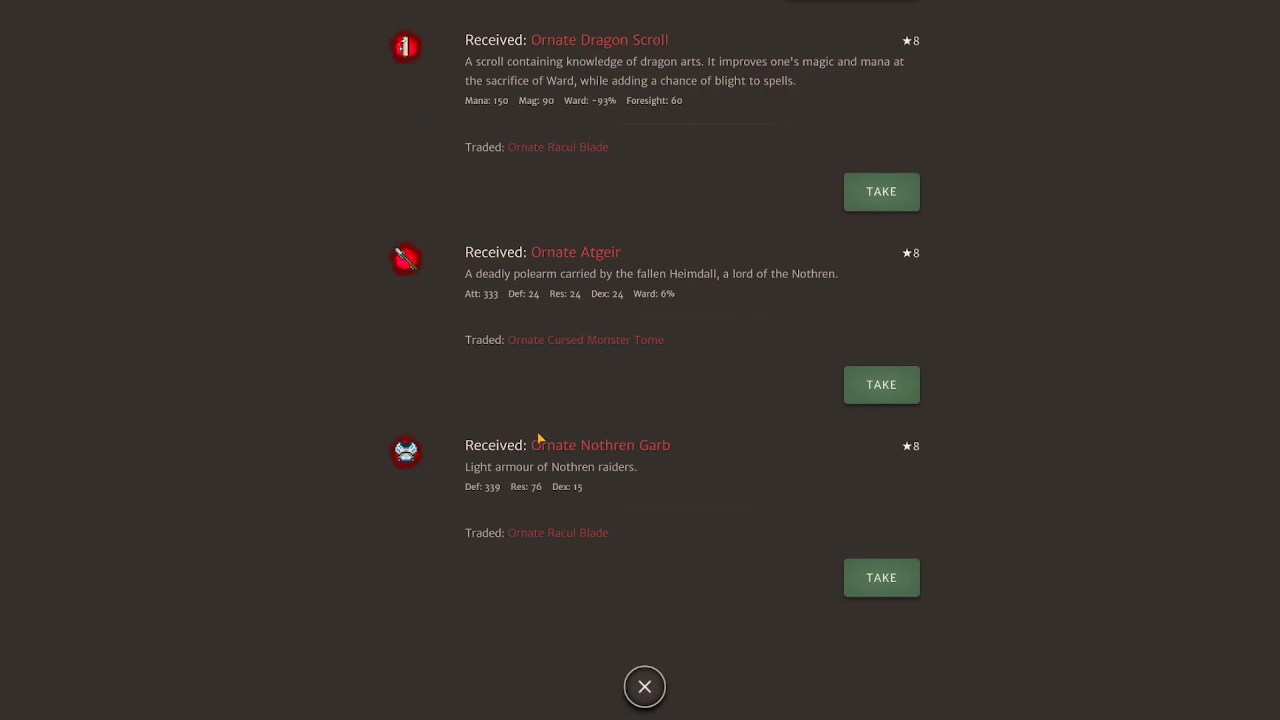 Received: Ornate Dragon Scroll ★8
A scroll containing knowledge of dragon arts. It improves one's magic and mana at
the sacrifice of Ward, while adding a chance of blight to spells.
Mana: 150 Mag: 90 Ward: -93% Foresight: 60
Traded: Ornate Racul Blade
TAKE
Received: Ornate Atgeir ★8
A deadly polearm carried by the fallen Heimdall, a lord of the Nothren.
Att: 333 Def: 24 Res: 24 Dex: 24 Ward: 6%
Traded: Ornate Cursed Monster Tome
TAKE
Received: Ornate Nothren Garb ★8
Light armour of Nothren raiders.
Def: 339 Res: 76 Dex: 15
Traded: Ornate Racul Blade
TAKE